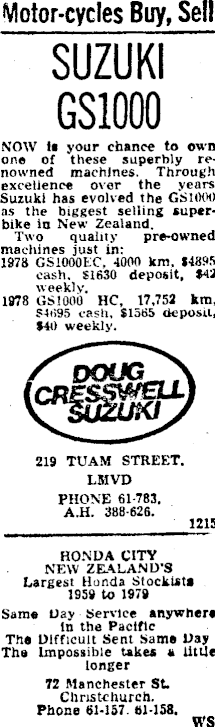 Motor-cycles Buy, Sell
SUZUKI
GS1000
NOW is your chance to own
one of these superbly re-
nowned machines. Through
excellence over the years
Suzuki has evolved the GS1000
as the biggest selling super-
bike in New Zealand.
Two quality pre-owned
machines just in:
1978 GS1000EC, 4000 km, $4895
cash, $1630 deposit, $42
weekly.
1978 GS1000 HC, 17,752 km,
$4695 cash, $1565 deposit,
$40 weekly.
DOUG
CRESSWELL
SUZUKI
219 TUAM STREET.
LMVD
PHONE 61-783.
A.H. 388-626.
1215
HONDA CITY
NEW ZEALAND'S
Largest Honda Stockists
1959 to 1979
Same Day Service anywhere
in the Pacific
The Difficult Sent Same Day
The Impossible takes a little
longer
72 Manchester St.
Christchurch.
Phone 61-157. 61-158.
WS